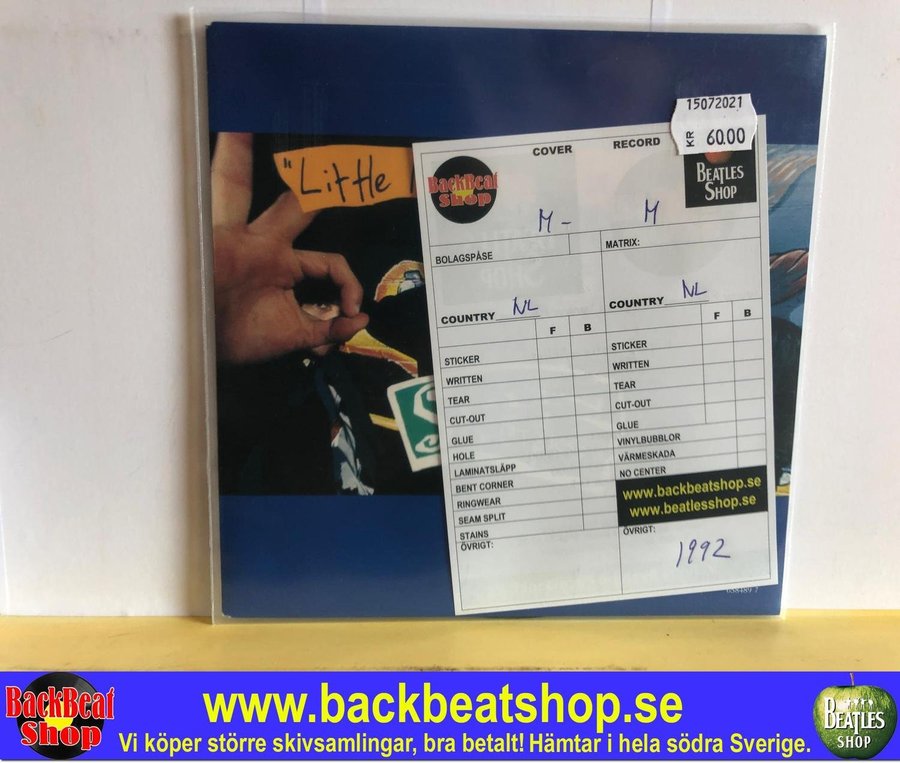 "Little
15072021
KR 60.00
BackBeat Shop
COVER
RECORD
BEATLES
SHOP
M-
M
BOLAGSPÅSE
MATRIX:
COUNTRY NL
COUNTRY NL
F B
F B
STICKER
WRITTEN
TEAR
CUT-OUT
GLUE
HOLE
LAMINATSLÄPP
BENT CORNER
RINGWEAR
SEAM SPLIT
STAINS
ÖVRIGT:
STICKER
WRITTEN
TEAR
CUT-OUT
GLUE
VINYLBUBBLOR
VÄRMESKADA
NO CENTER
www.backbeatshop.se
www.beatlesshop.se
ÖVRIGT:
1992
BackBeat
Shop
www.backbeatshop.se
Vi köper större skivsamlingar, bra betalt! Hämtar i hela södra Sverige.
BEATLES
SHOP